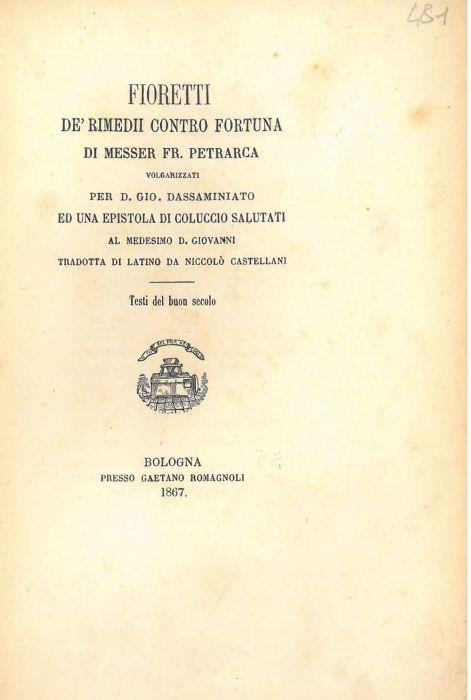 481
FIORETTI
DE' RIMEDII CONTRO FORTUNA
DI MESSER FR. PETRARCA
VOLGARIZZATI
PER D. GIO. DASSAMINIATO
ED UNA EPISTOLA DI COLUCCIO SALUTATI
AL MEDESIMO D. GIOVANNI
TRADOTTA DI LATINO DA NICCOLÒ CASTELLANI
Testi del buon secolo
BOLOGNA
PRESSO GAETANO ROMAGNOLI
1867.